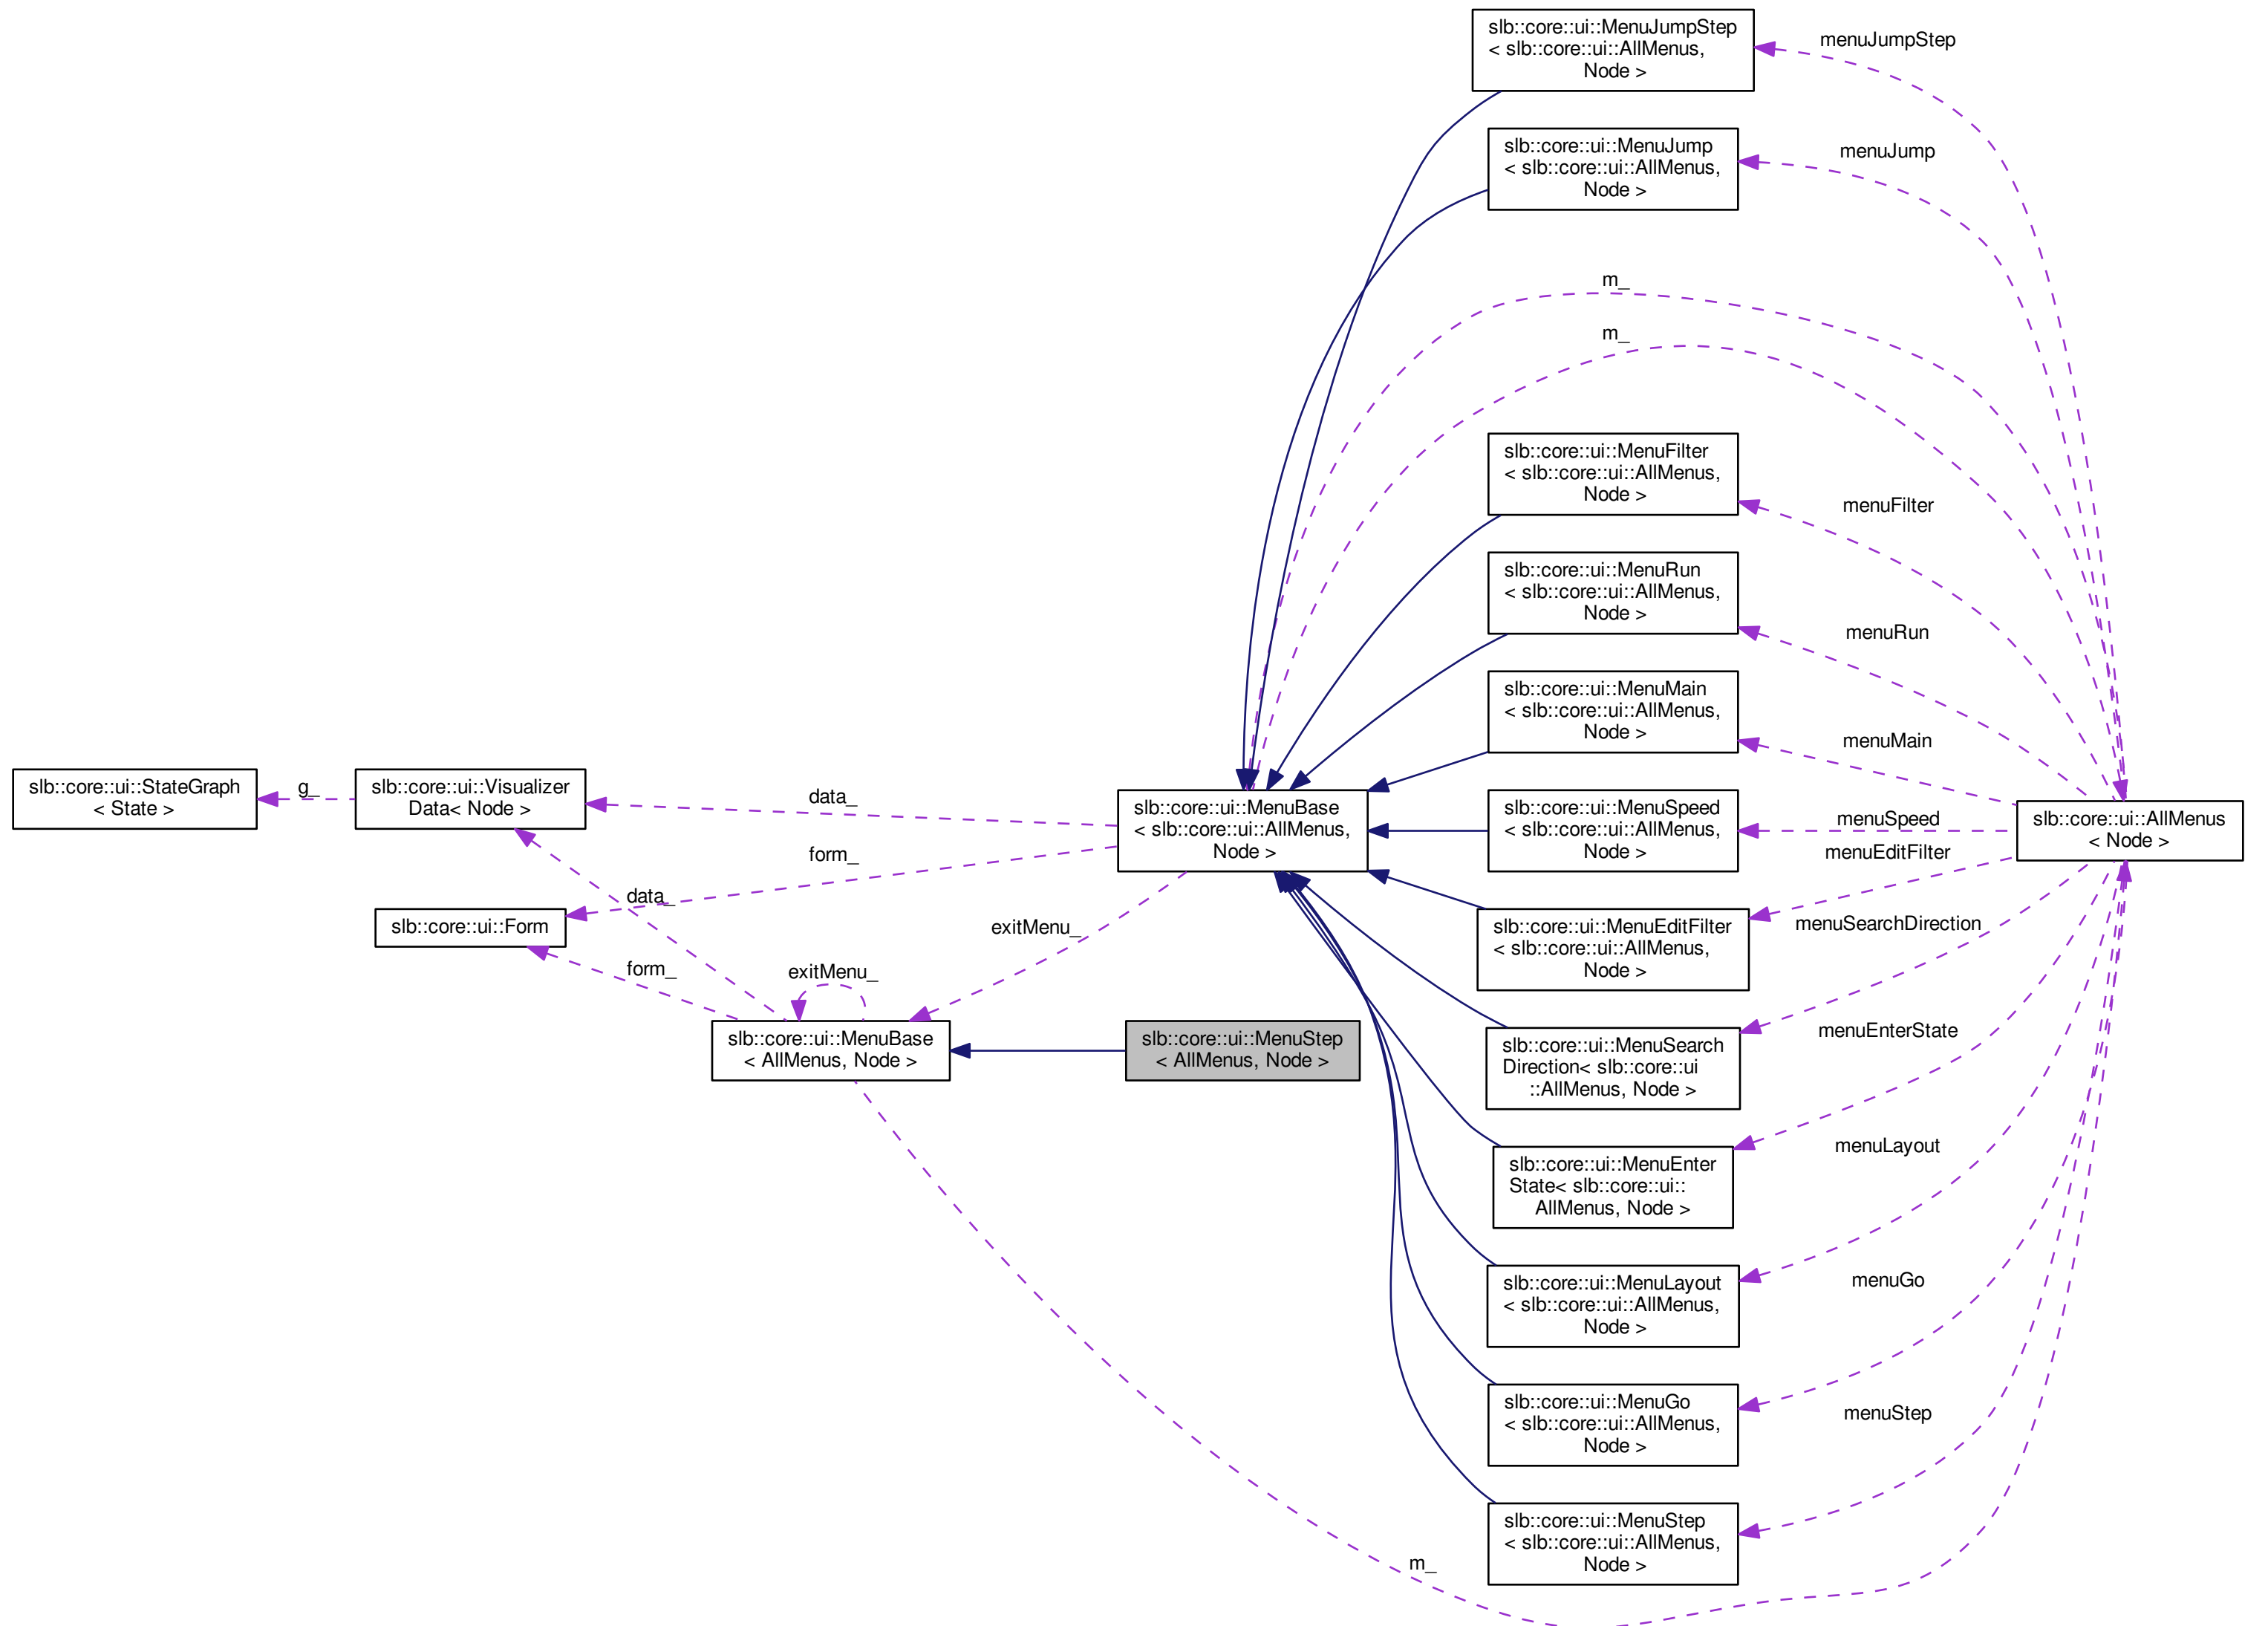 slb::core::ui::MenuJumpStep
< slb::core::ui::AllMenus,
Node >
menuJumpStep
slb::core::ui::MenuJump
< slb::core::ui::AllMenus,
Node >
menuJump
m_
m_
slb::core::ui::MenuFilter
< slb::core::ui::AllMenus,
Node >
menuFilter
slb::core::ui::MenuRun
< slb::core::ui::AllMenus,
Node >
menuRun
slb::core::ui::MenuMain
< slb::core::ui::AllMenus,
Node >
menuMain
slb::core::ui::StateGraph
< State >
g_
slb::core::ui::Visualizer
Data< Node >
data_
form_
slb::core::ui::MenuBase
< slb::core::ui::AllMenus,
Node >
slb::core::ui::MenuSpeed
< slb::core::ui::AllMenus,
Node >
menuSpeed
menuEditFilter
slb::core::ui::AllMenus
< Node >
data_
slb::core::ui::Form
form_
exitMenu_
exitMenu_
slb::core::ui::MenuEditFilter
< slb::core::ui::AllMenus,
Node >
menuSearchDirection
slb::core::ui::MenuBase
< AllMenus, Node >
slb::core::ui::MenuStep
< AllMenus, Node >
slb::core::ui::MenuSearch
Direction< slb::core::ui
::AllMenus, Node >
menuEnterState
slb::core::ui::MenuEnter
State< slb::core::ui::
AllMenus, Node >
menuLayout
slb::core::ui::MenuLayout
< slb::core::ui::AllMenus,
Node >
menuGo
slb::core::ui::MenuGo
< slb::core::ui::AllMenus,
Node >
menuStep
slb::core::ui::MenuStep
< slb::core::ui::AllMenus,
Node >
m_